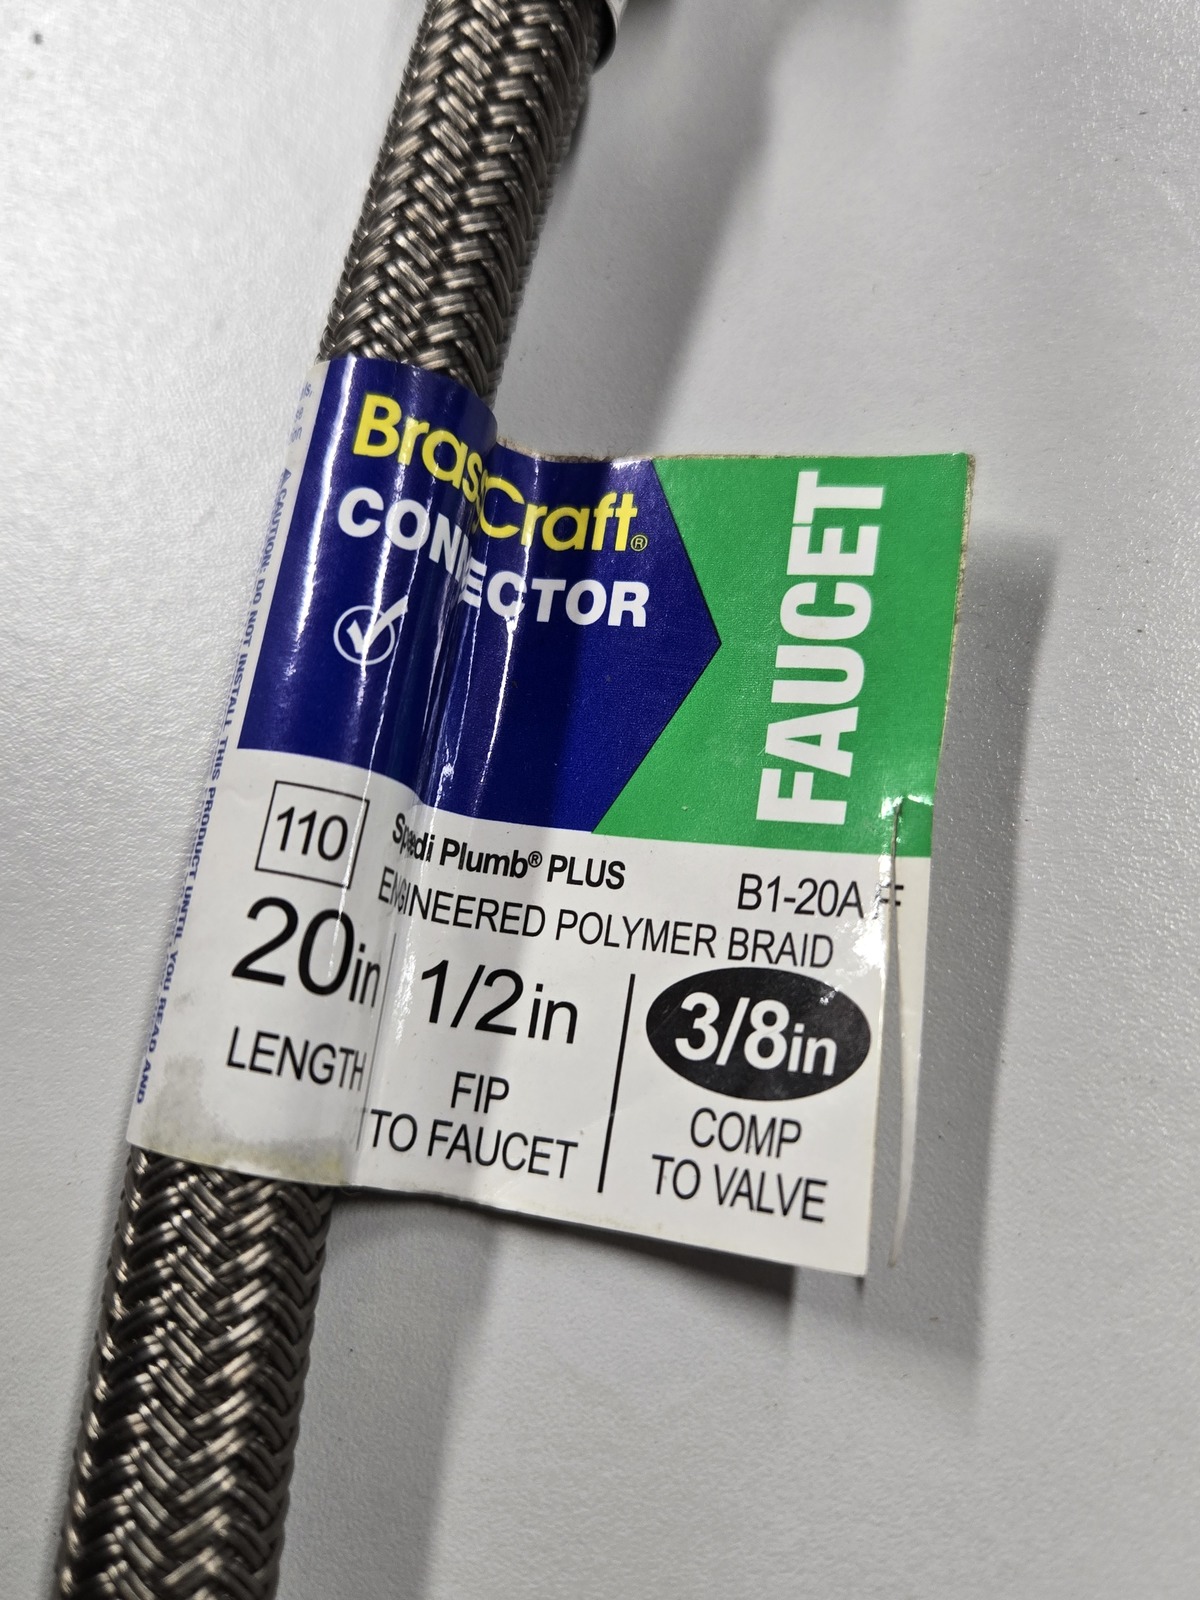 BrassCraft®
CONNECTOR
FAUCET
110
Speedi Plumb® PLUS
B1-20A F
ENGINEERED POLYMER BRAID
20in
LENGTH
1/2in
FIP
TO FAUCET
3/8in
COMP
TO VALVE
CAUTION: DO NOT INSTALL THIS PRODUCT UNTIL YOU READ AND